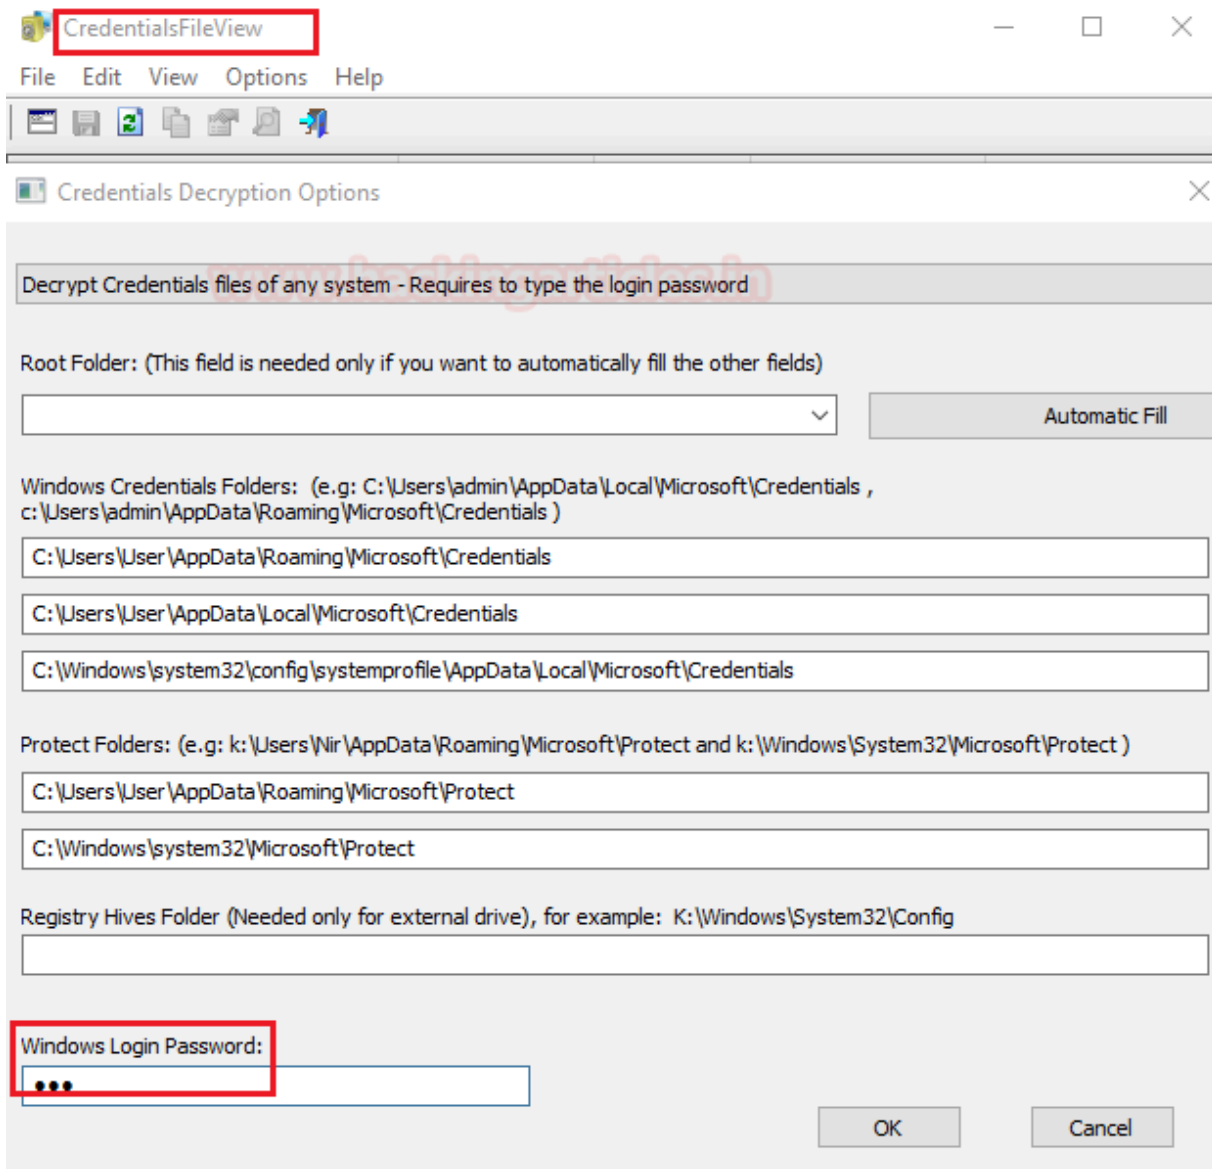 CredentialsFileView
File Edit View Options Help
Credentials Decryption Options
www.hackingarticles.in
Decrypt Credentials files of any system - Requires to type the login password
Root Folder: (This field is needed only if you want to automatically fill the other fields)
Automatic Fill
Windows Credentials Folders:  (e.g: C:\Users\admin\AppData\Local\Microsoft\Credentials ,
c:\Users\admin\AppData\Roaming\Microsoft\Credentials )
C:\Users\User\AppData\Roaming\Microsoft\Credentials
C:\Users\User\AppData\Local\Microsoft\Credentials
C:\Windows\system32\config\systemprofile\AppData\Local\Microsoft\Credentials
Protect Folders: (e.g: k:\Users\Nir\AppData\Roaming\Microsoft\Protect and k:\Windows\System32\Microsoft\Protect )
C:\Users\User\AppData\Roaming\Microsoft\Protect
C:\Windows\system32\Microsoft\Protect
Registry Hives Folder (Needed only for external drive), for example:  K:\Windows\System32\Config
Windows Login Password:
●●●
OK Cancel